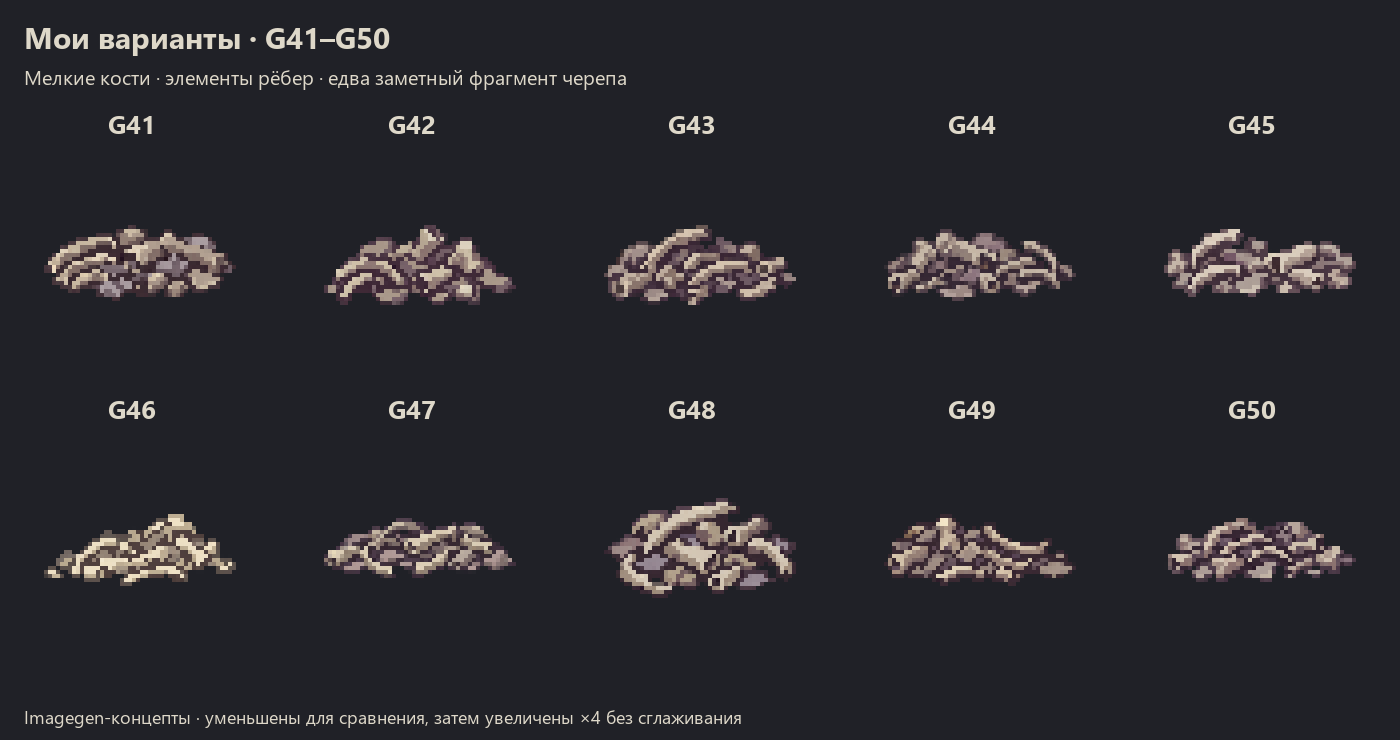 Мои варианты · G41–G50
Мелкие кости · элементы рёбер · едва заметный фрагмент черепа
G41 G42 G43 G44 G45
G46 G47 G48 G49 G50
Imagegen-концепты · уменьшены для сравнения, затем увеличены ×4 без сглаживания